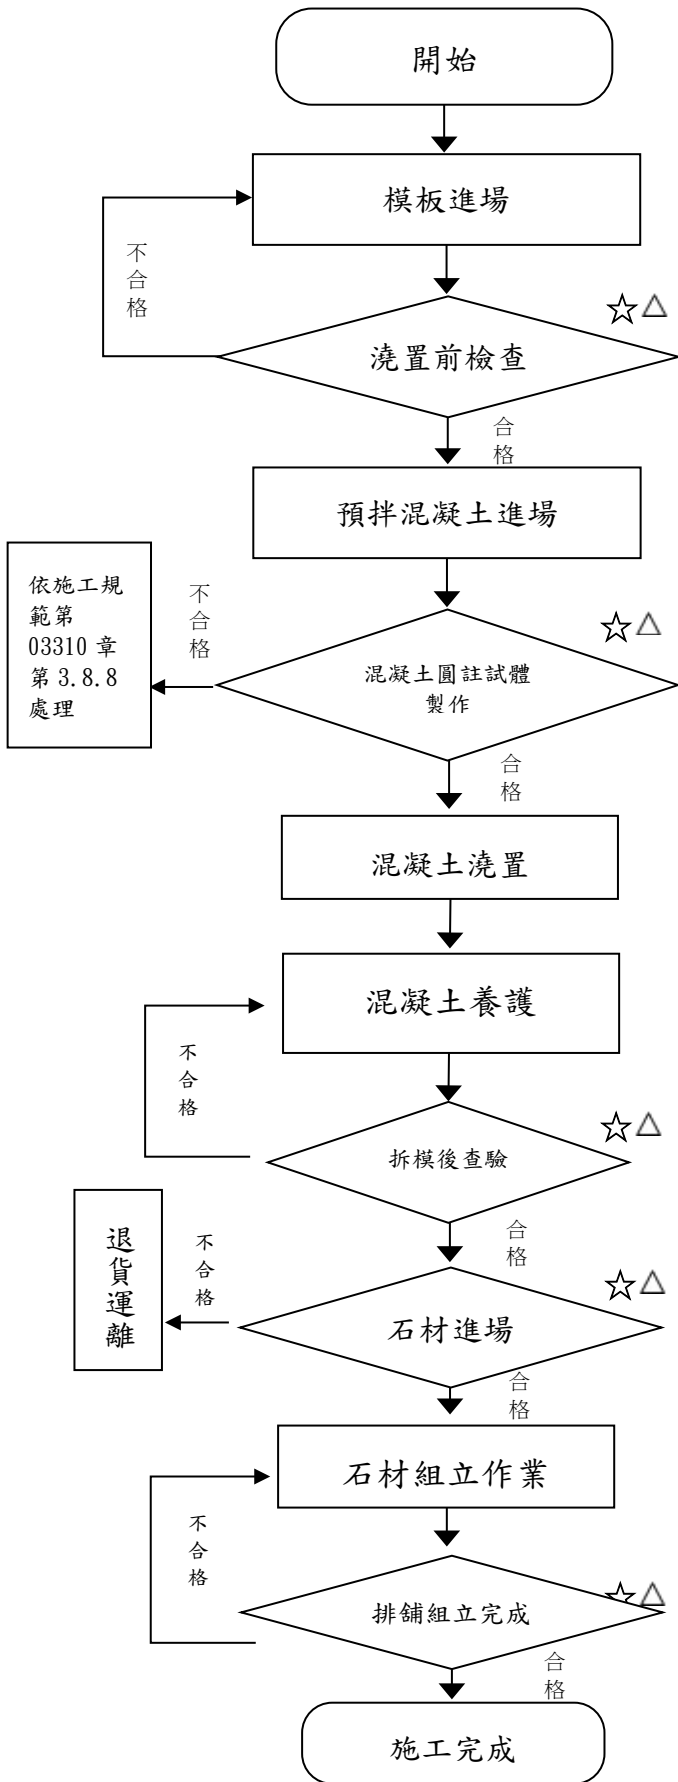 開始
模板進場
不合格
☆△
澆置前檢查
合格
預拌混凝土進場
依施工規
範第
03310 章
第 3.8.8
處理
不合格
☆△
混凝土圓註試體
製作
合格
混凝土澆置
混凝土養護
不合格
☆△
拆模後查驗
合格
退貨運離
不合格
☆△
石材進場
合格
石材組立作業
不合格
☆△
排舖組立完成
合格
施工完成